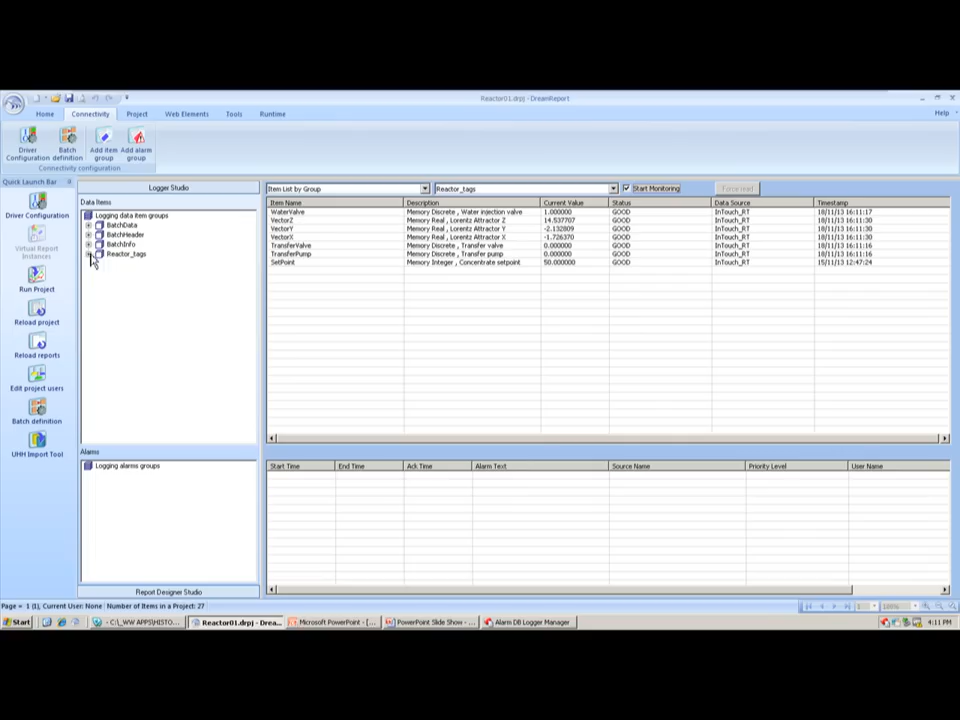 Reactor01.drpj - DreamReport
Home Connectivity Project Web Elements Tools Runtime Help
Driver Configuration
Batch definition
Add item group
Add alarm group
Connectivity configuration
Quick Launch Bar
Driver Configuration
Virtual Report Instances
Run Project
Reload project
Reload reports
Edit project users
Batch definition
UHH Import Tool
Logger Studio
Data Items
Logging data item groups
BatchData
BatchHeader
BatchInfo
Reactor_tags
Alarms
Logging alarms groups
Report Designer Studio
Item List by Group Reactor_tags Start Monitoring Force read
Item Name Description Current Value Status Data Source Timestamp
WaterValve Memory Discrete , Water injection valve 1.000000 GOOD InTouch_RT 18/11/13 16:11:17
VectorZ Memory Real , Lorentz Attractor Z 14.537707 GOOD InTouch_RT 18/11/13 16:11:30
VectorY Memory Real , Lorentz Attractor Y -2.132809 GOOD InTouch_RT 18/11/13 16:11:30
VectorX Memory Real , Lorentz Attractor X -1.726370 GOOD InTouch_RT 18/11/13 16:11:30
TransferValve Memory Discrete , Transfer valve 0.000000 GOOD InTouch_RT 18/11/13 16:11:16
TransferPump Memory Discrete , Transfer pump 0.000000 GOOD InTouch_RT 18/11/13 16:11:16
SetPoint Memory Integer , Concentrate setpoint 50.000000 GOOD InTouch_RT 15/11/13 12:47:24
Start Time End Time Ack Time Alarm Text Source Name Priority Level User Name
Page = 1 (1), Current User: None Number of Items in a Project: 27 1 100%
Start - C:\_WW APPS\HISTO... Reactor01.drpj - Drea... Microsoft PowerPoint - [... PowerPoint Slide Show - ... Alarm DB Logger Manager 4:11 PM